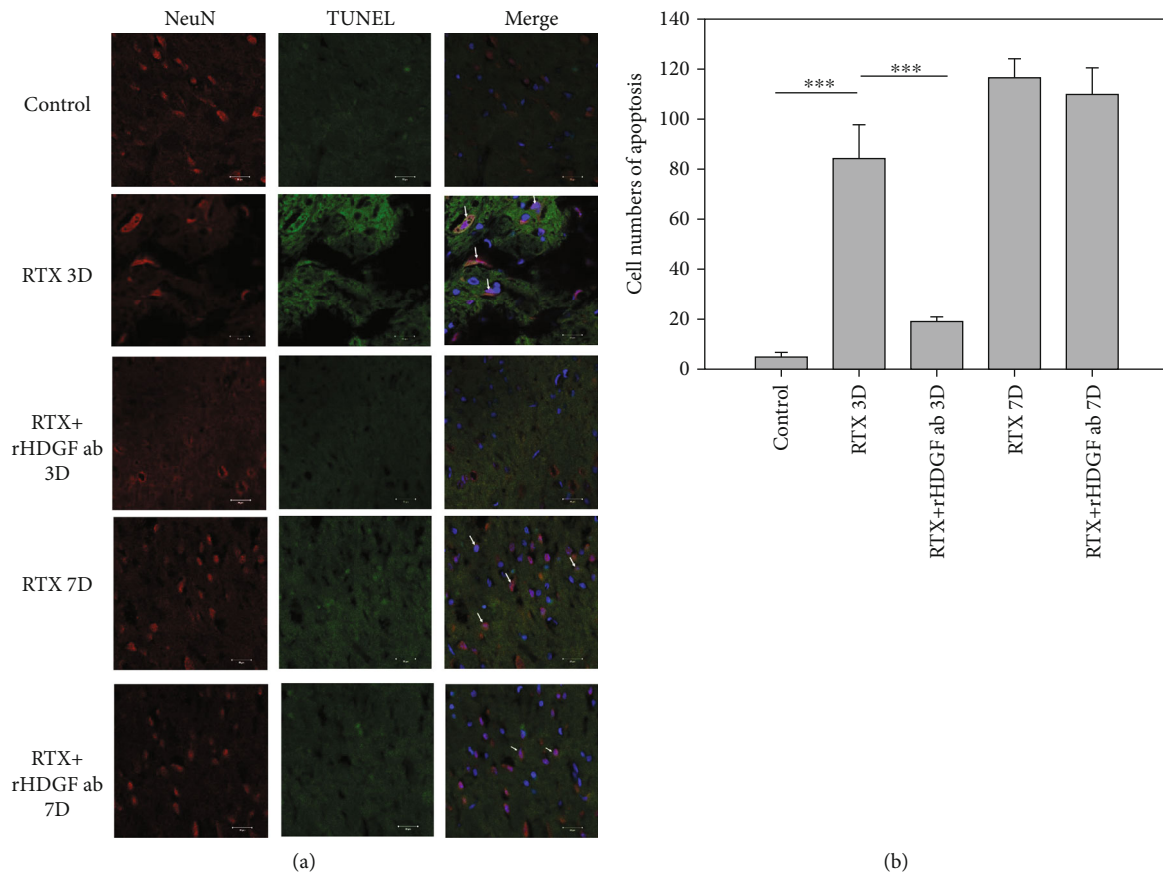 NeuN
TUNEL
Merge
Control
RTX 3D
RTX+
rHDGF ab
3D
RTX 7D
RTX+
rHDGF ab
7D
(a)
Cell numbers of apoptosis
140
120
100
80
60
40
20
0
***
***
Control
RTX 3D
RTX+rHDGF ab 3D
RTX 7D
RTX+rHDGF ab 7D
(b)